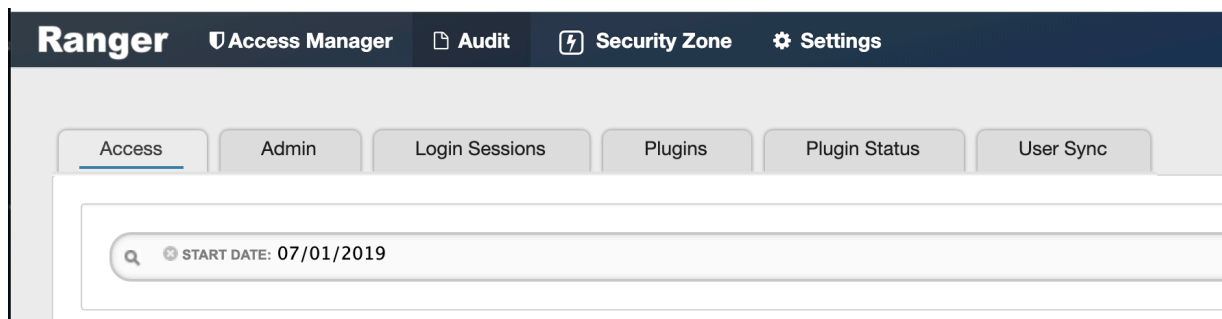 Ranger Access Manager Audit Security Zone Settings
Access Admin Login Sessions Plugins Plugin Status User Sync
START DATE: 07/01/2019